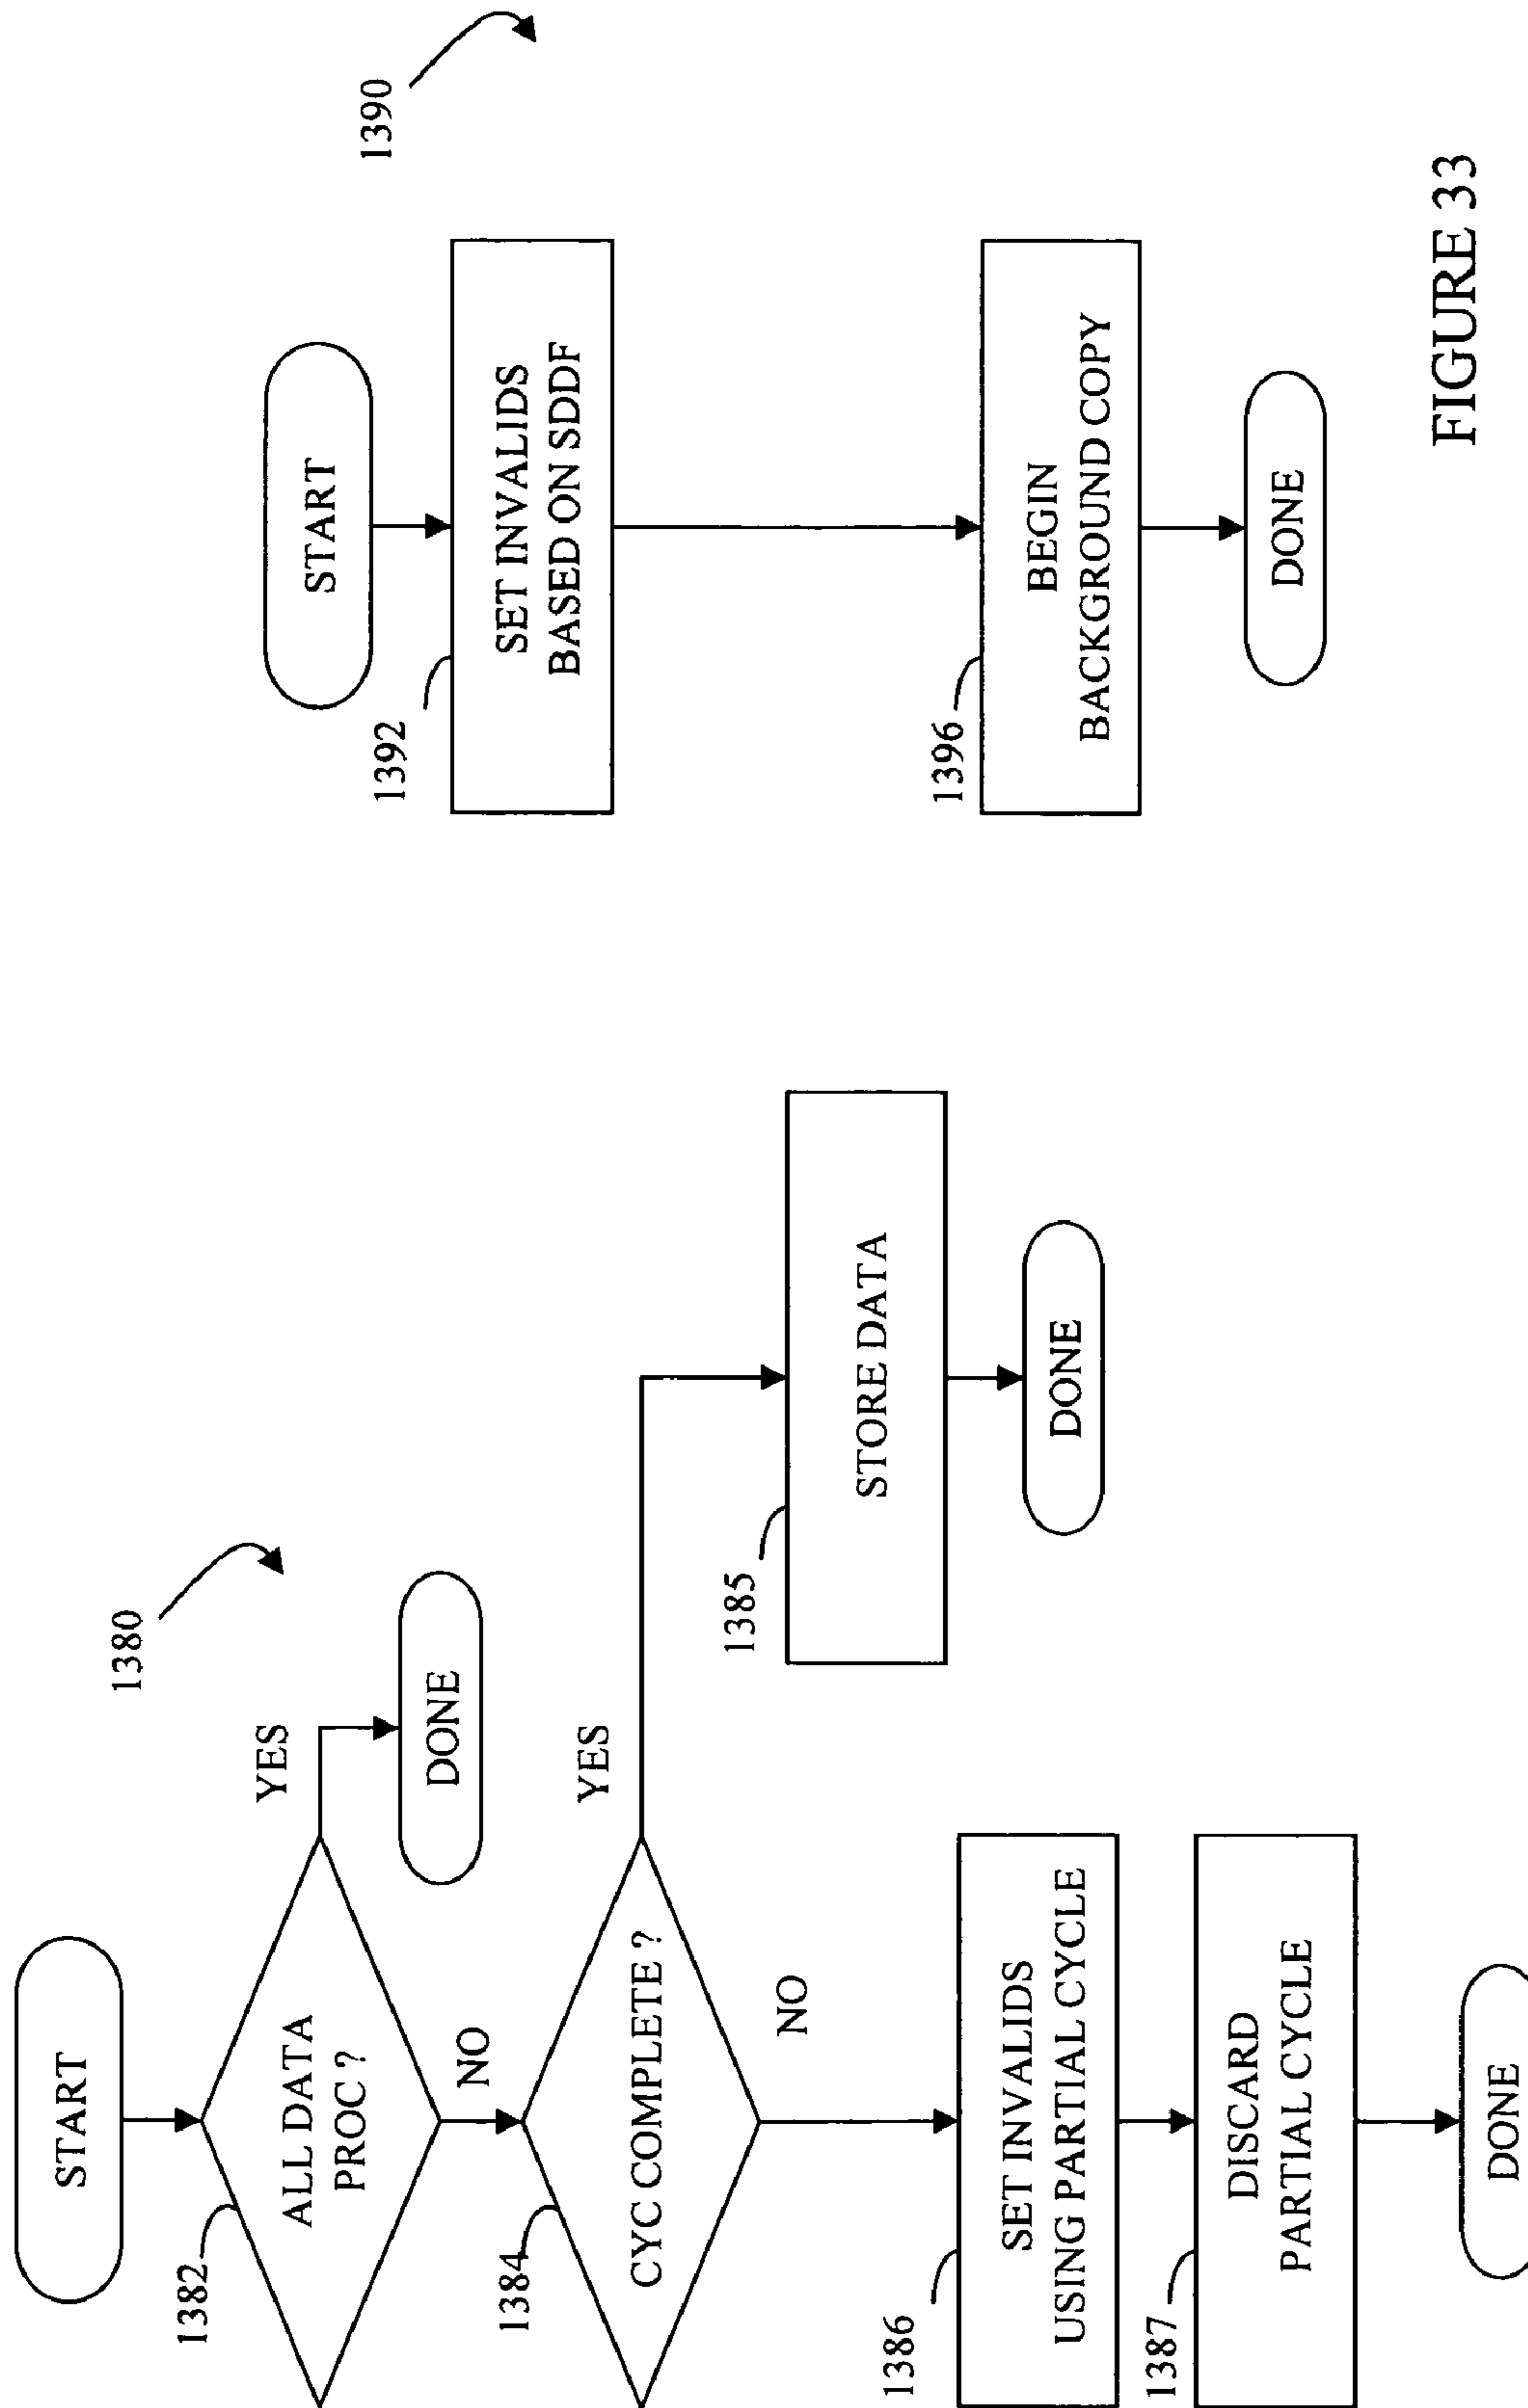 1380
START
1382
ALL DATA
PROC ?
YES
DONE
NO
1384
CYC COMPLETE ?
YES
1385
STORE DATA
DONE
NO
1386
SET INVALIDS
USING PARTIAL CYCLE
1387
DISCARD
PARTIAL CYCLE
DONE
1390
START
1392
SET INVALIDS
BASED ON SDDF
1396
BEGIN
BACKGROUND COPY
DONE
FIGURE 33